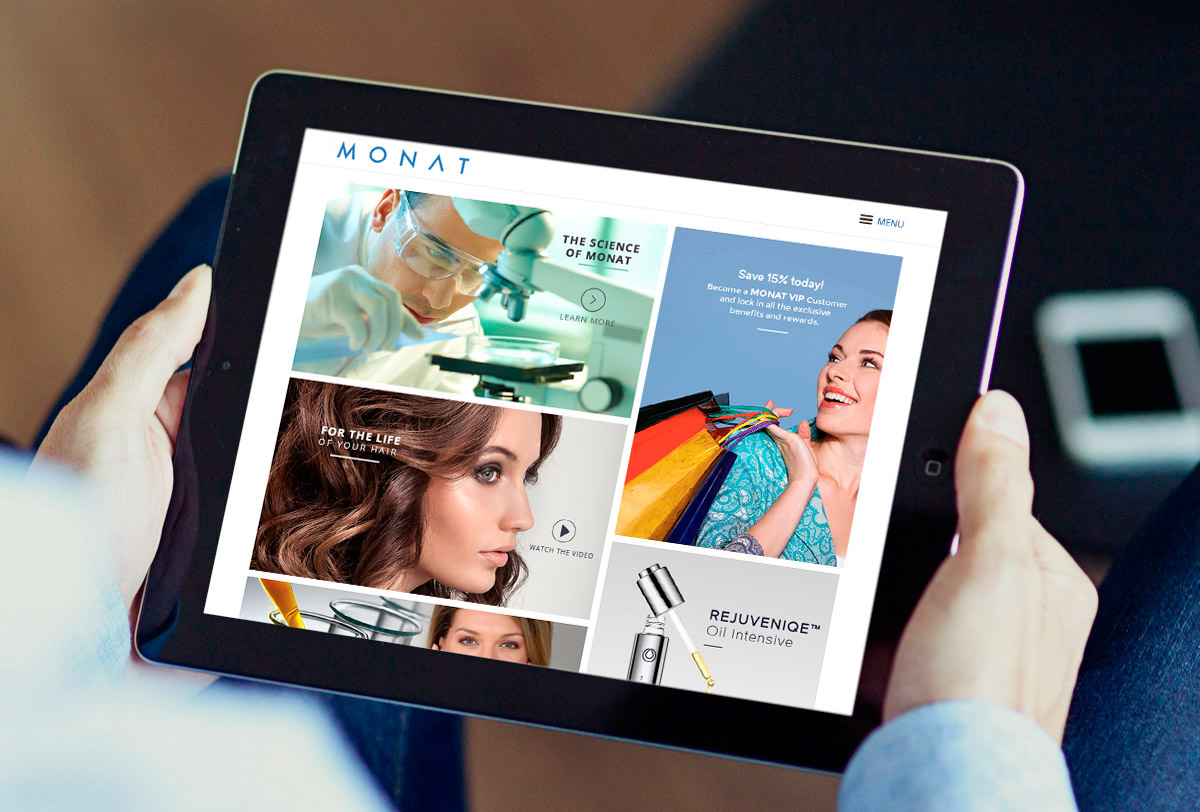 MONAT
MENU
THE SCIENCE
OF MONAT
LEARN MORE
Save 15% today!
Become a MONAT VIP Customer
and lock in all the exclusive
benefits and rewards.
FOR THE LIFE
OF YOUR HAIR
WATCH THE VIDEO
REJUVENIQE™
Oil Intensive